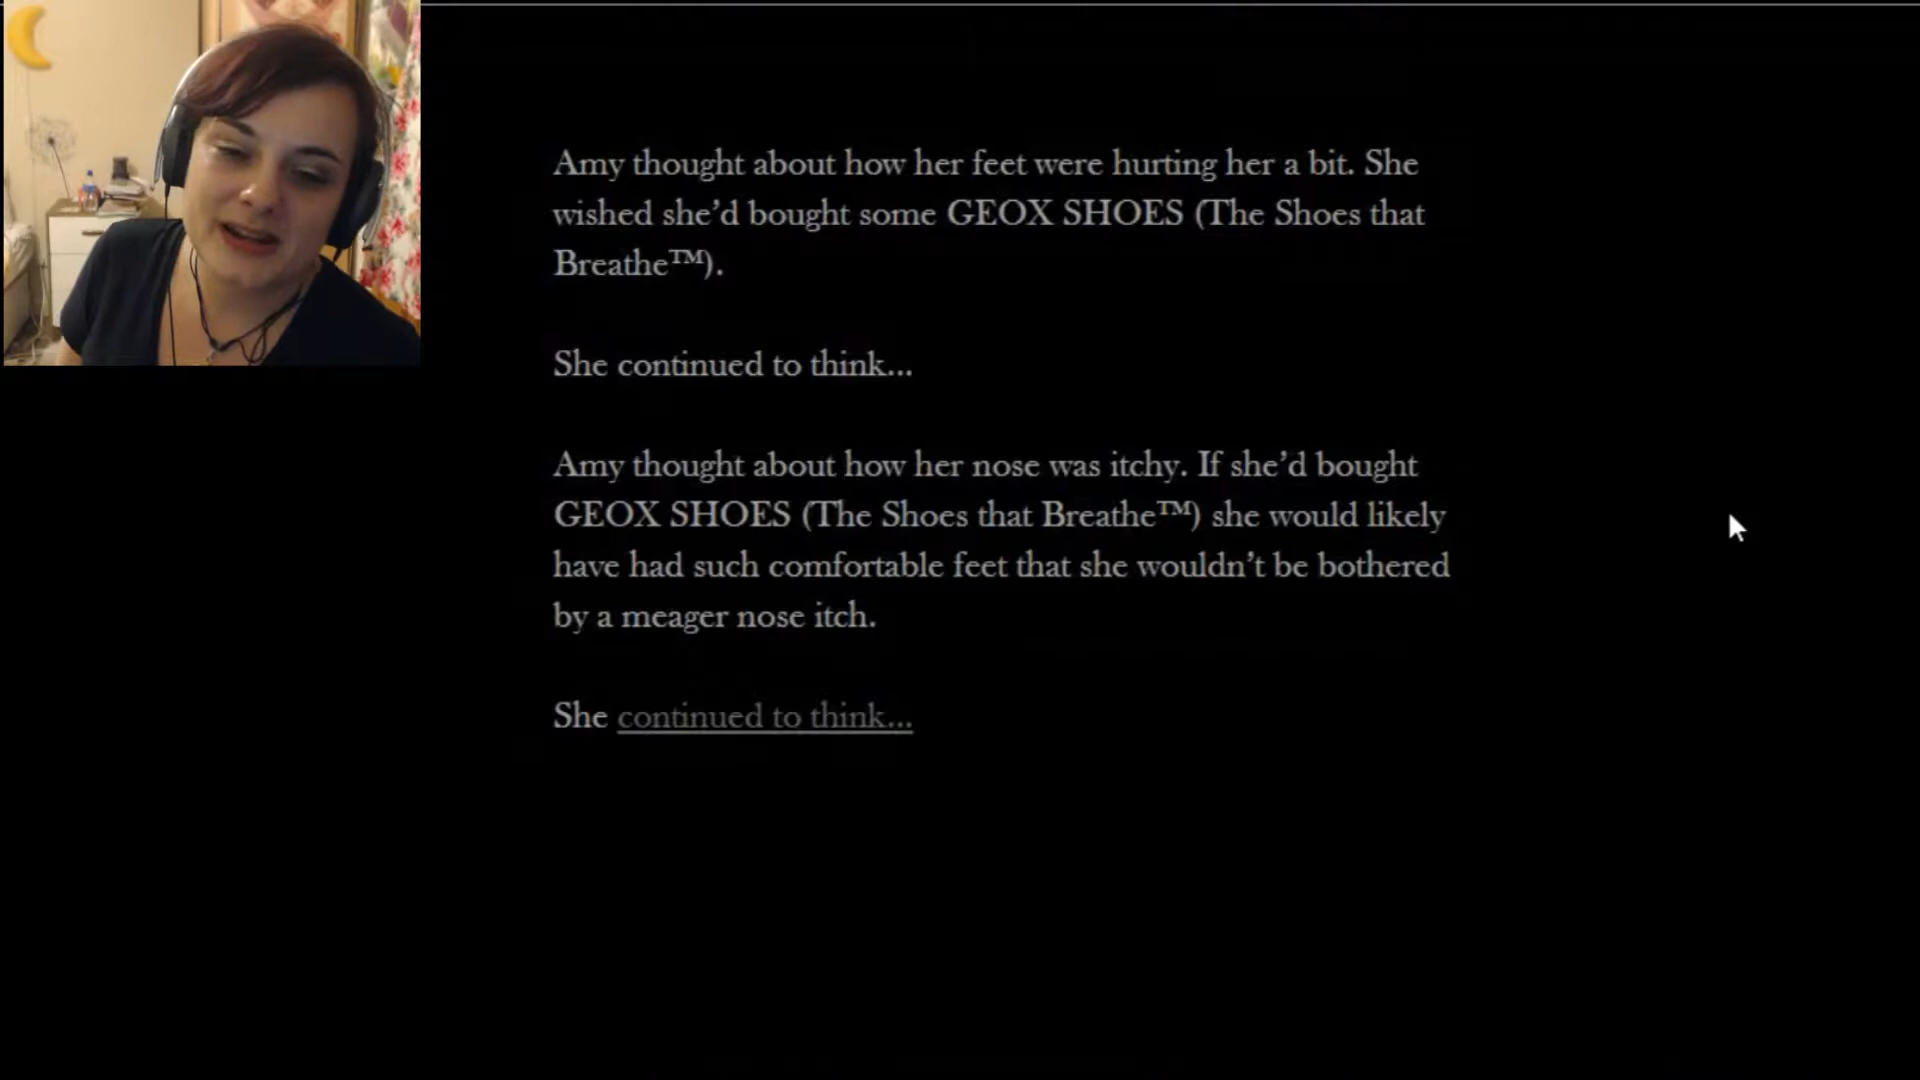 Amy thought about how her feet were hurting her a bit. She
wished she’d bought some GEOX SHOES (The Shoes that
Breathe™).
She continued to think...
Amy thought about how her nose was itchy. If she’d bought
GEOX SHOES (The Shoes that Breathe™) she would likely
have had such comfortable feet that she wouldn’t be bothered
by a meager nose itch.
She continued to think...